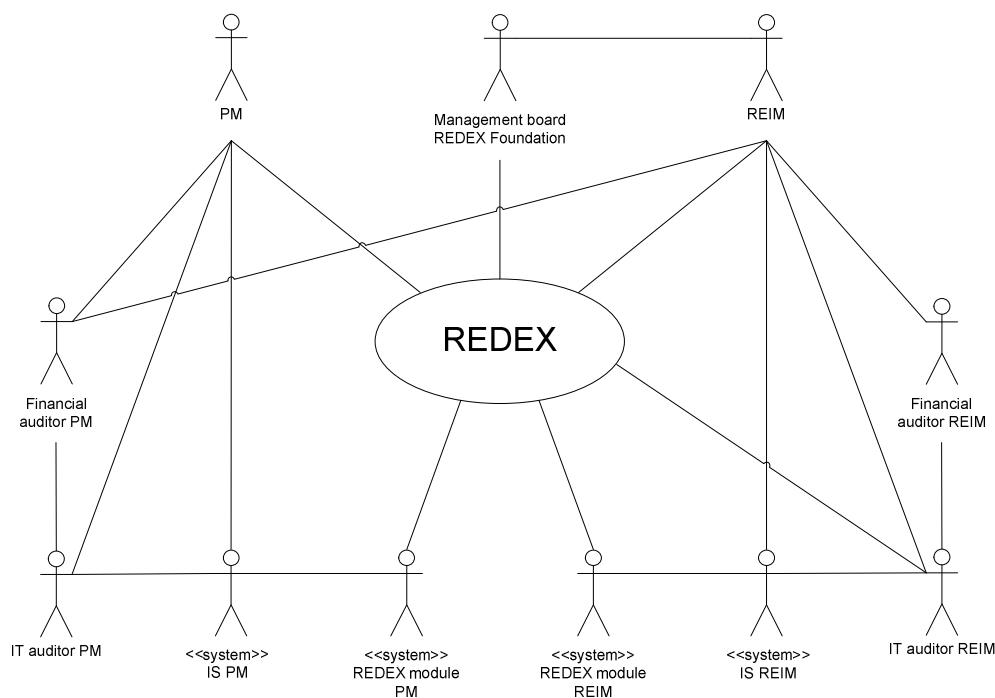 PM
Management board
REDEX Foundation
REIM
REDEX
Financial
auditor PM
Financial
auditor REIM
IT auditor PM
<<system>>
IS PM
<<system>>
REDEX module
PM
<<system>>
REDEX module
REIM
<<system>>
IS REIM
IT auditor REIM